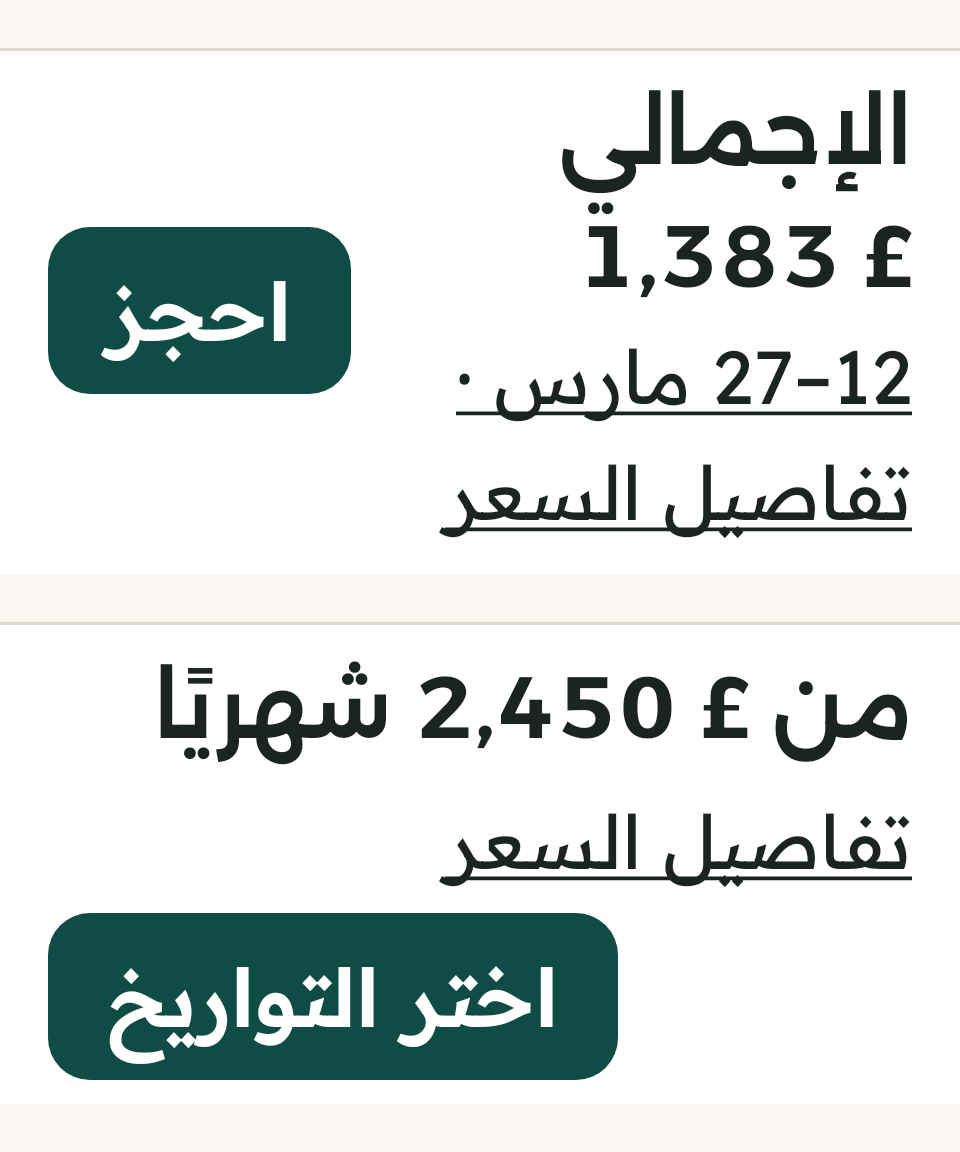 الإجمالي
£ 1,383
12–27 مارس ·
تفاصيل السعر
احجز
من £ 2,450 شهريًا
تفاصيل السعر
اختر التواريخ